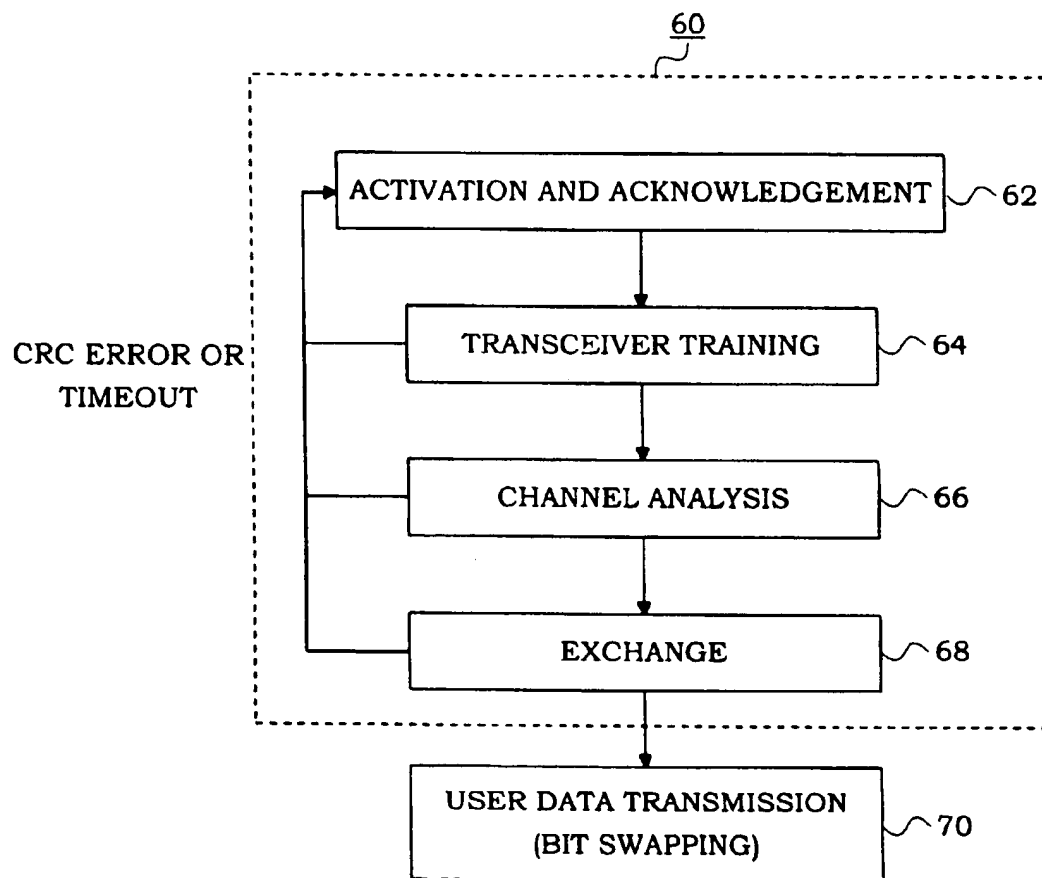 60
ACTIVATION AND ACKNOWLEDGEMENT
62
TRANSCEIVER TRAINING
64
CRC ERROR OR
TIMEOUT
CHANNEL ANALYSIS
66
EXCHANGE
68
USER DATA TRANSMISSION
(BIT SWAPPING)
70